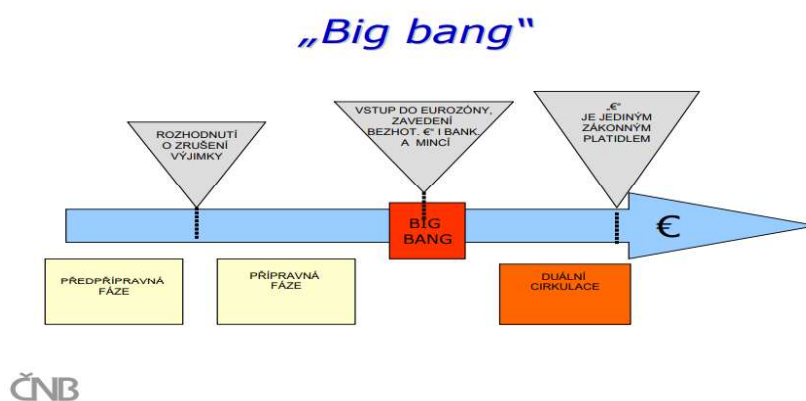 „Big bang“
ROZHODNUTÍ
O ZRUŠENÍ
VÝJIMKY
VSTUP DO EUROZÓNY,
ZAVEDENÍ
BEZHOT. €“ I BANK.
A MINCÍ
„€“
JE JEDINÝM
ZÁKONNÝM
PLATIDLEM
BIG
BANG
€
PŘEDPŘÍPRAVNÁ
FÁZE
PŘÍPRAVNÁ
FÁZE
DUÁLNÍ
CIRKULACE
ČNB